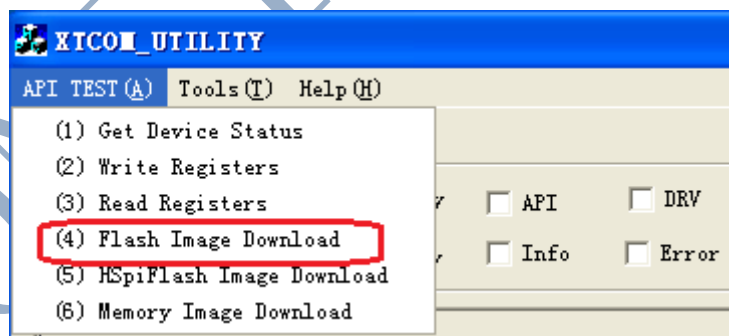 XTCOM_UTILITY
API TEST(A) Tools(T) Help(H)
(1) Get Device Status
(2) Write Registers
(3) Read Registers
API DRV
(4) Flash Image Download
Info Error
(5) HSpiFlash Image Download
(6) Memory Image Download